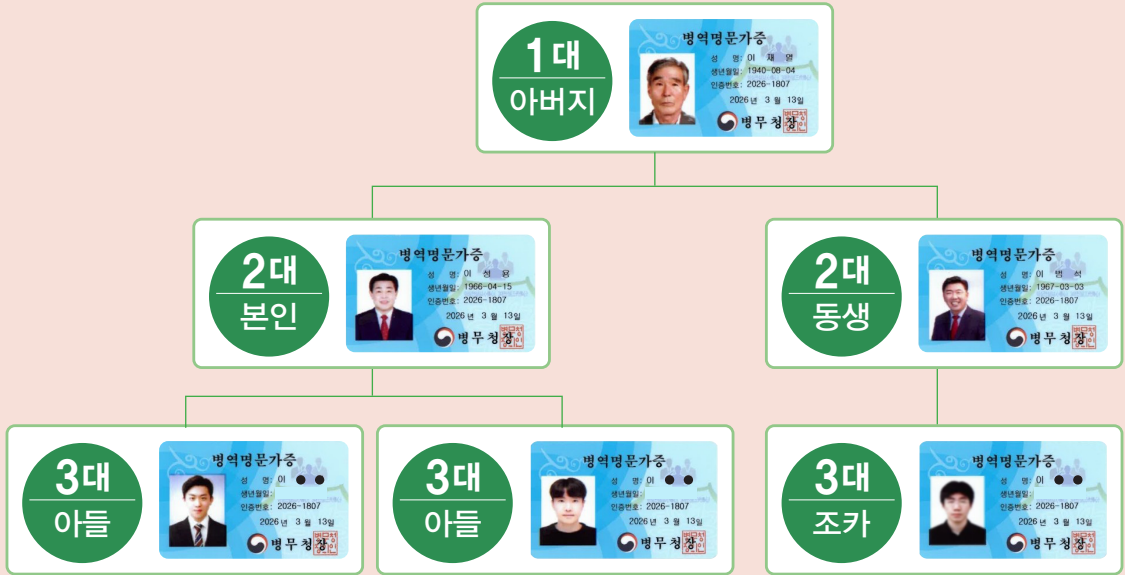 1대
아버지
병역명문가증
성 명: 이 재 열
생년월일: 1940-08-04
인증번호: 2026-1807
2026년 3월 13일
병무청장
2대
본인
병역명문가증
성 명: 이 성 용
생년월일: 1966-04-15
인증번호: 2026-1807
2026년 3월 13일
병무청장
2대
동생
병역명문가증
성 명: 이 범 석
생년월일: 1967-03-03
인증번호: 2026-1807
2026년 3월 13일
병무청장
3대
아들
병역명문가증
성 명: 이 ● ●
생년월일:
인증번호: 2026-1807
2026년 3월 13일
병무청장
3대
아들
병역명문가증
성 명: 이 ● ●
생년월일:
인증번호: 2026-1807
2026년 3월 13일
병무청장
3대
조카
병역명문가증
성 명: 이 ● ●
생년월일:
인증번호: 2026-1807
2026년 3월 13일
병무청장